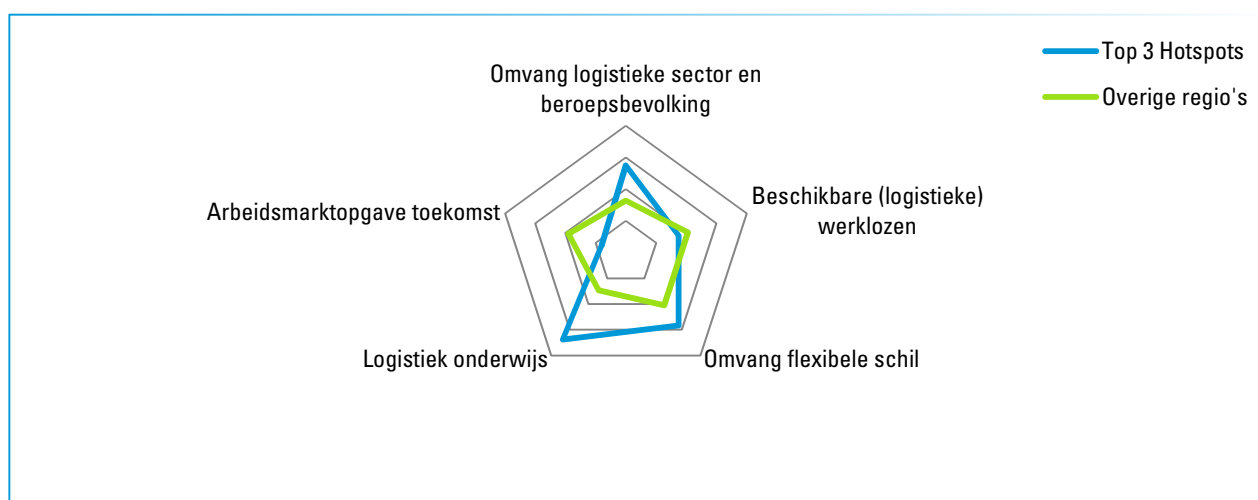 Top 3 Hotspots
Overige regio's
Omvang logistieke sector en
beroepsbevolking
Beschikbare (logistieke)
werklozen
Arbeidsmarktopgave toekomst
Logistiek onderwijs
Omvang flexibele schil